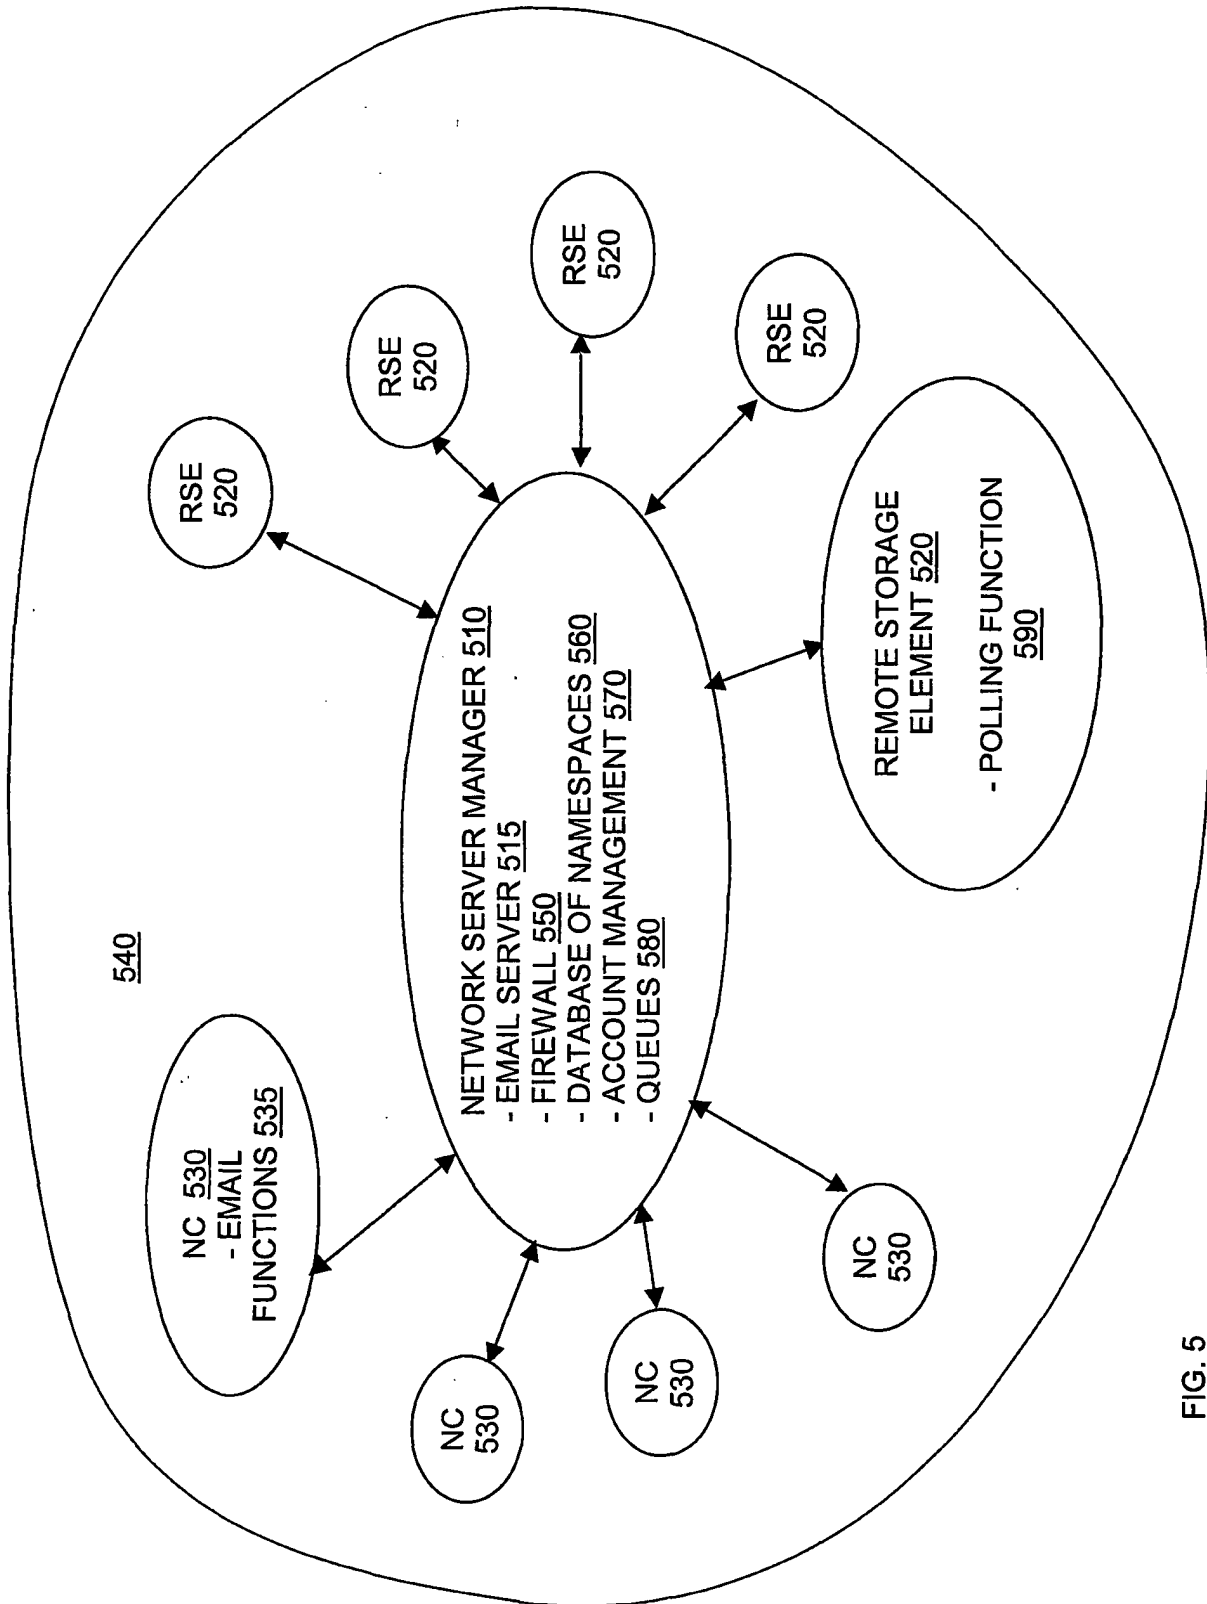 540
NC 530
- EMAIL
FUNCTIONS 535
RSE
520
RSE
520
RSE
520
RSE
520
NC
530
NC
530
NC
530
NETWORK SERVER MANAGER 510
- EMAIL SERVER 515
- FIREWALL 550
- DATABASE OF NAMESPACES 560
- ACCOUNT MANAGEMENT 570
- QUEUES 580
REMOTE STORAGE
ELEMENT 520
- POLLING FUNCTION
590
FIG. 5